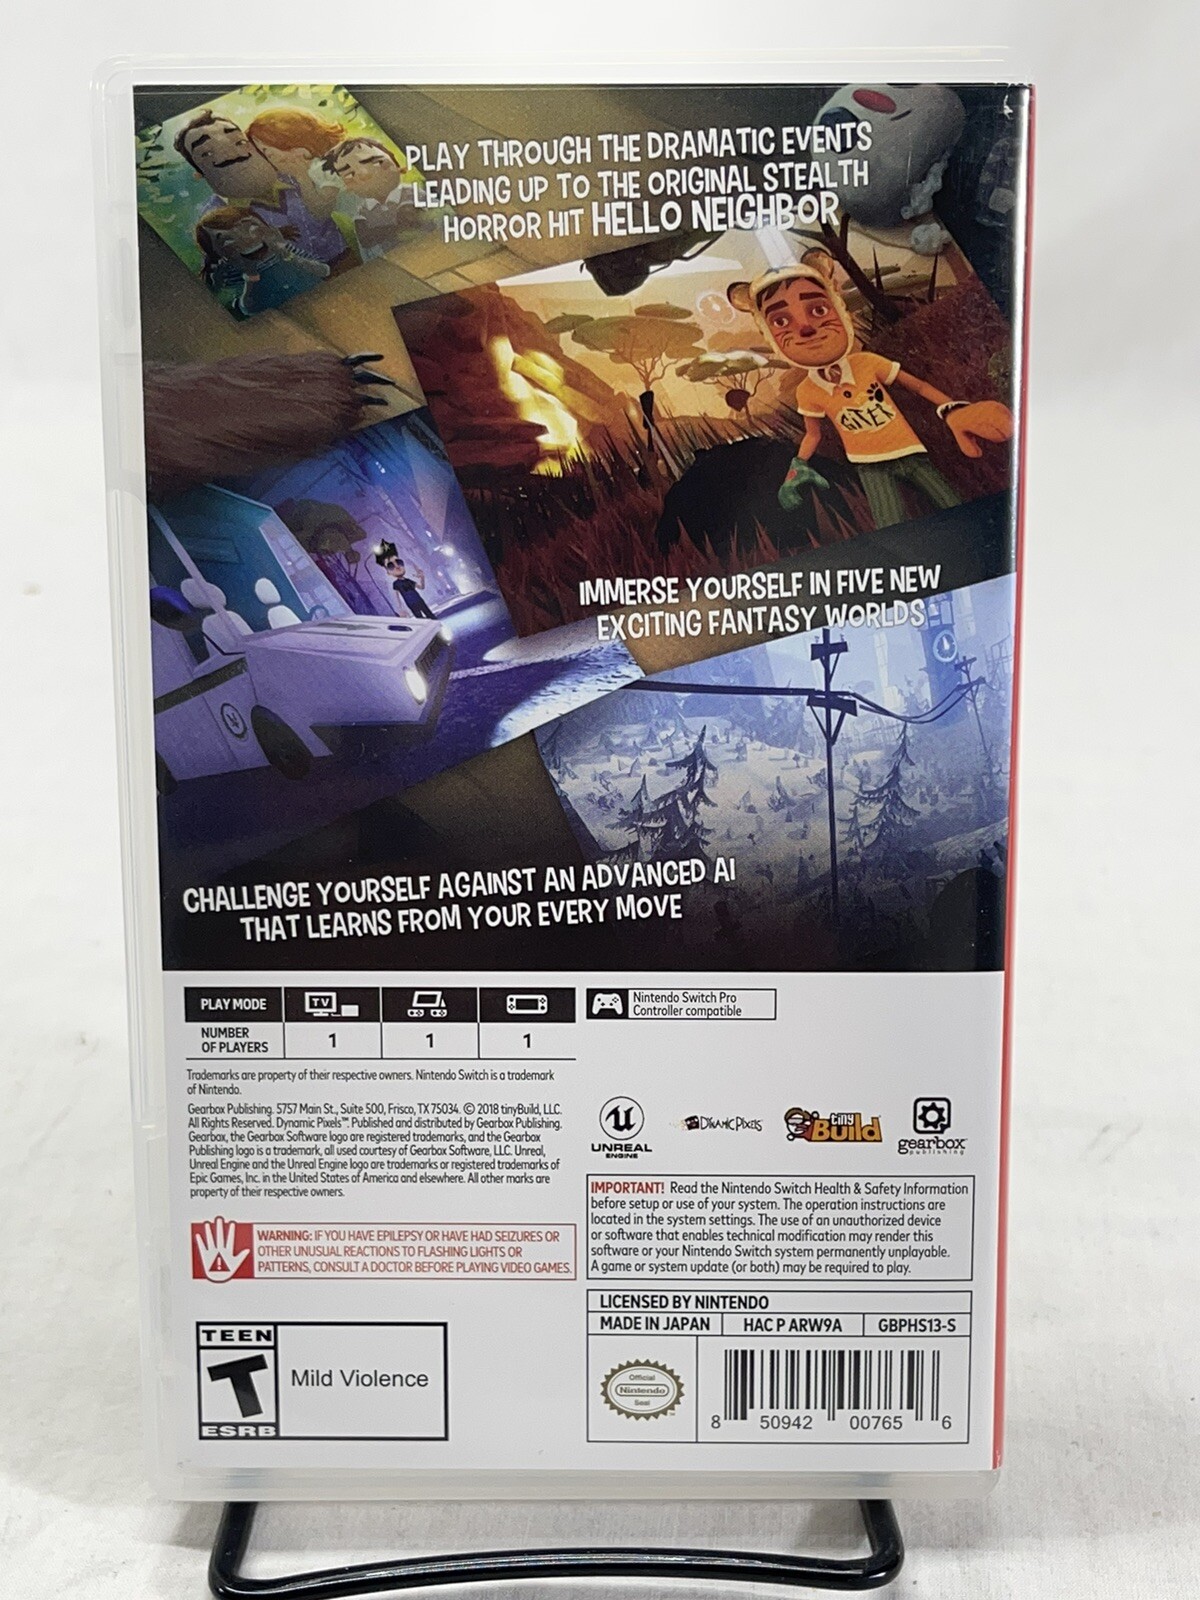 PLAY THROUGH THE DRAMATIC EVENTS
LEADING UP TO THE ORIGINAL STEALTH
HORROR HIT HELLO NEIGHBOR
IMMERSE YOURSELF IN FIVE NEW
EXCITING FANTASY WORLDS
CHALLENGE YOURSELF AGAINST AN ADVANCED AI
THAT LEARNS FROM YOUR EVERY MOVE
PLAY MODE
TV
NUMBER
OF PLAYERS
1
1
1
Nintendo Switch Pro
Controller compatible
Trademarks are property of their respective owners. Nintendo Switch is a trademark
of Nintendo.
Gearbox Publishing. 5757 Main St., Suite 500, Frisco, TX 75034. © 2018 tinyBuild, LLC.
All Rights Reserved. Dynamic Pixels™. Published and distributed by Gearbox Publishing.
Gearbox, the Gearbox Software logo are registered trademarks, and the Gearbox
Publishing logo is a trademark, all used courtesy of Gearbox Software, LLC. Unreal,
Unreal Engine and the Unreal Engine logo are trademarks or registered trademarks of
Epic Games, Inc. in the United States of America and elsewhere. All other marks are
property of their respective owners.
UNREAL
ENGINE
DYNAMIC PIXELS
tiny
Build
gearbox
publishing
WARNING: IF YOU HAVE EPILEPSY OR HAVE HAD SEIZURES OR
OTHER UNUSUAL REACTIONS TO FLASHING LIGHTS OR
PATTERNS, CONSULT A DOCTOR BEFORE PLAYING VIDEO GAMES.
IMPORTANT! Read the Nintendo Switch Health & Safety Information
before setup or use of your system. The operation instructions are
located in the system settings. The use of an unauthorized device
or software that enables technical modification may render this
software or your Nintendo Switch system permanently unplayable.
A game or system update (or both) may be required to play.
TEEN
T
ESRB
Mild Violence
LICENSED BY NINTENDO
MADE IN JAPAN
HAC P ARW9A
GBPHS13-S
Official
Nintendo
Seal
8 50942 00765 6